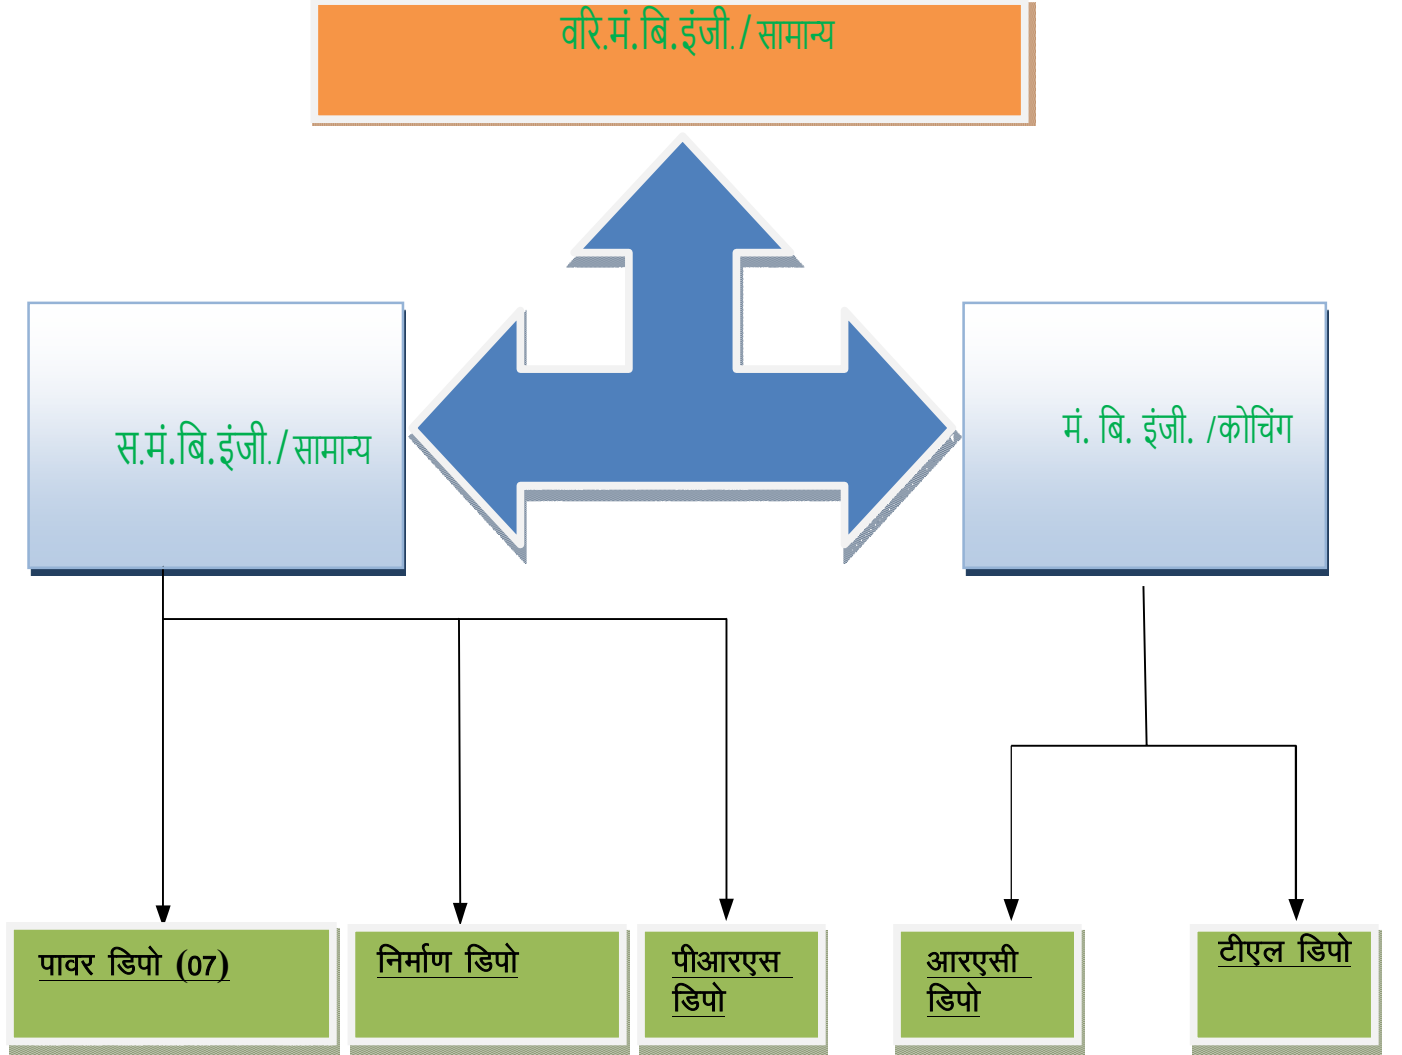 वरि.मं.बि.इंजी./सामान्य
स.मं.बि.इंजी./सामान्य
मं. बि. इंजी. /कोचिंग
पावर डिपो (07)
निर्माण डिपो
पीआरएस
डिपो
आरएसी
डिपो
टीएल डिपो